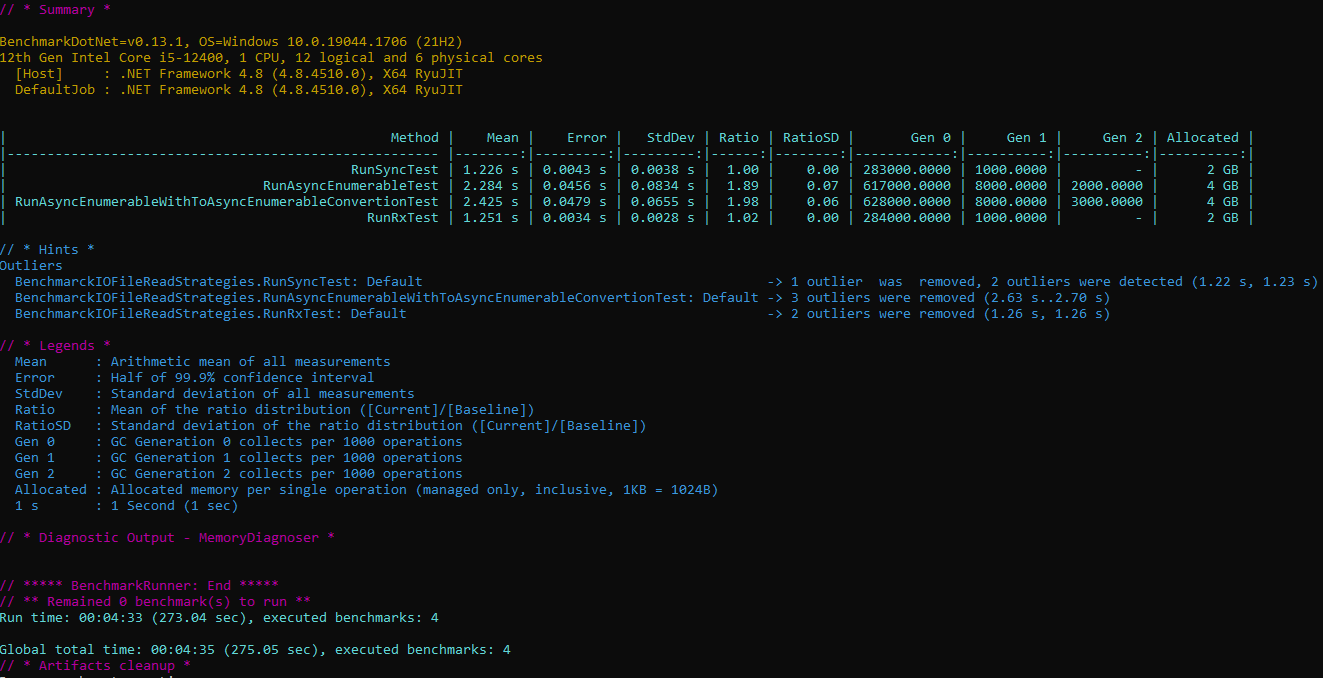 // * Summary *
BenchmarkDotNet=v0.13.1, OS=Windows 10.0.19044.1706 (21H2)
12th Gen Intel Core i5-12400, 1 CPU, 12 logical and 6 physical cores
  [Host]     : .NET Framework 4.8 (4.8.4510.0), X64 RyuJIT
  DefaultJob : .NET Framework 4.8 (4.8.4510.0), X64 RyuJIT
|                                                Method |    Mean |    Error |   StdDev | Ratio | RatioSD |       Gen 0 |     Gen 1 |     Gen 2 | Allocated |
|------------------------------------------------------ |--------:|---------:|---------:|------:|--------:|------------:|----------:|----------:|----------:|
|                                           RunSyncTest | 1.226 s | 0.0043 s | 0.0038 s |  1.00 |    0.00 | 283000.0000 | 1000.0000 |         - |      2 GB |
|                                RunAsyncEnumerableTest | 2.284 s | 0.0456 s | 0.0834 s |  1.89 |    0.07 | 617000.0000 | 8000.0000 | 2000.0000 |      4 GB |
| RunAsyncEnumerableWithToAsyncEnumerableConvertionTest | 2.425 s | 0.0479 s | 0.0655 s |  1.98 |    0.06 | 628000.0000 | 8000.0000 | 3000.0000 |      4 GB |
|                                             RunRxTest | 1.251 s | 0.0034 s | 0.0028 s |  1.02 |    0.00 | 284000.0000 | 1000.0000 |         - |      2 GB |
// * Hints *
Outliers
  BenchmarckIOFileReadStrategies.RunSyncTest: Default                                           -> 1 outlier  was  removed, 2 outliers were detected (1.22 s, 1.23 s)
  BenchmarckIOFileReadStrategies.RunAsyncEnumerableWithToAsyncEnumerableConvertionTest: Default -> 3 outliers were removed (2.63 s..2.70 s)
  BenchmarckIOFileReadStrategies.RunRxTest: Default                                             -> 2 outliers were removed (1.26 s, 1.26 s)
// * Legends *
  Mean      : Arithmetic mean of all measurements
  Error     : Half of 99.9% confidence interval
  StdDev    : Standard deviation of all measurements
  Ratio     : Mean of the ratio distribution ([Current]/[Baseline])
  RatioSD   : Standard deviation of the ratio distribution ([Current]/[Baseline])
  Gen 0     : GC Generation 0 collects per 1000 operations
  Gen 1     : GC Generation 1 collects per 1000 operations
  Gen 2     : GC Generation 2 collects per 1000 operations
  Allocated : Allocated memory per single operation (managed only, inclusive, 1KB = 1024B)
  1 s       : 1 Second (1 sec)
// * Diagnostic Output - MemoryDiagnoser *
// ***** BenchmarkRunner: End *****
// ** Remained 0 benchmark(s) to run **
Run time: 00:04:33 (273.04 sec), executed benchmarks: 4
Global total time: 00:04:35 (275.05 sec), executed benchmarks: 4
// * Artifacts cleanup *